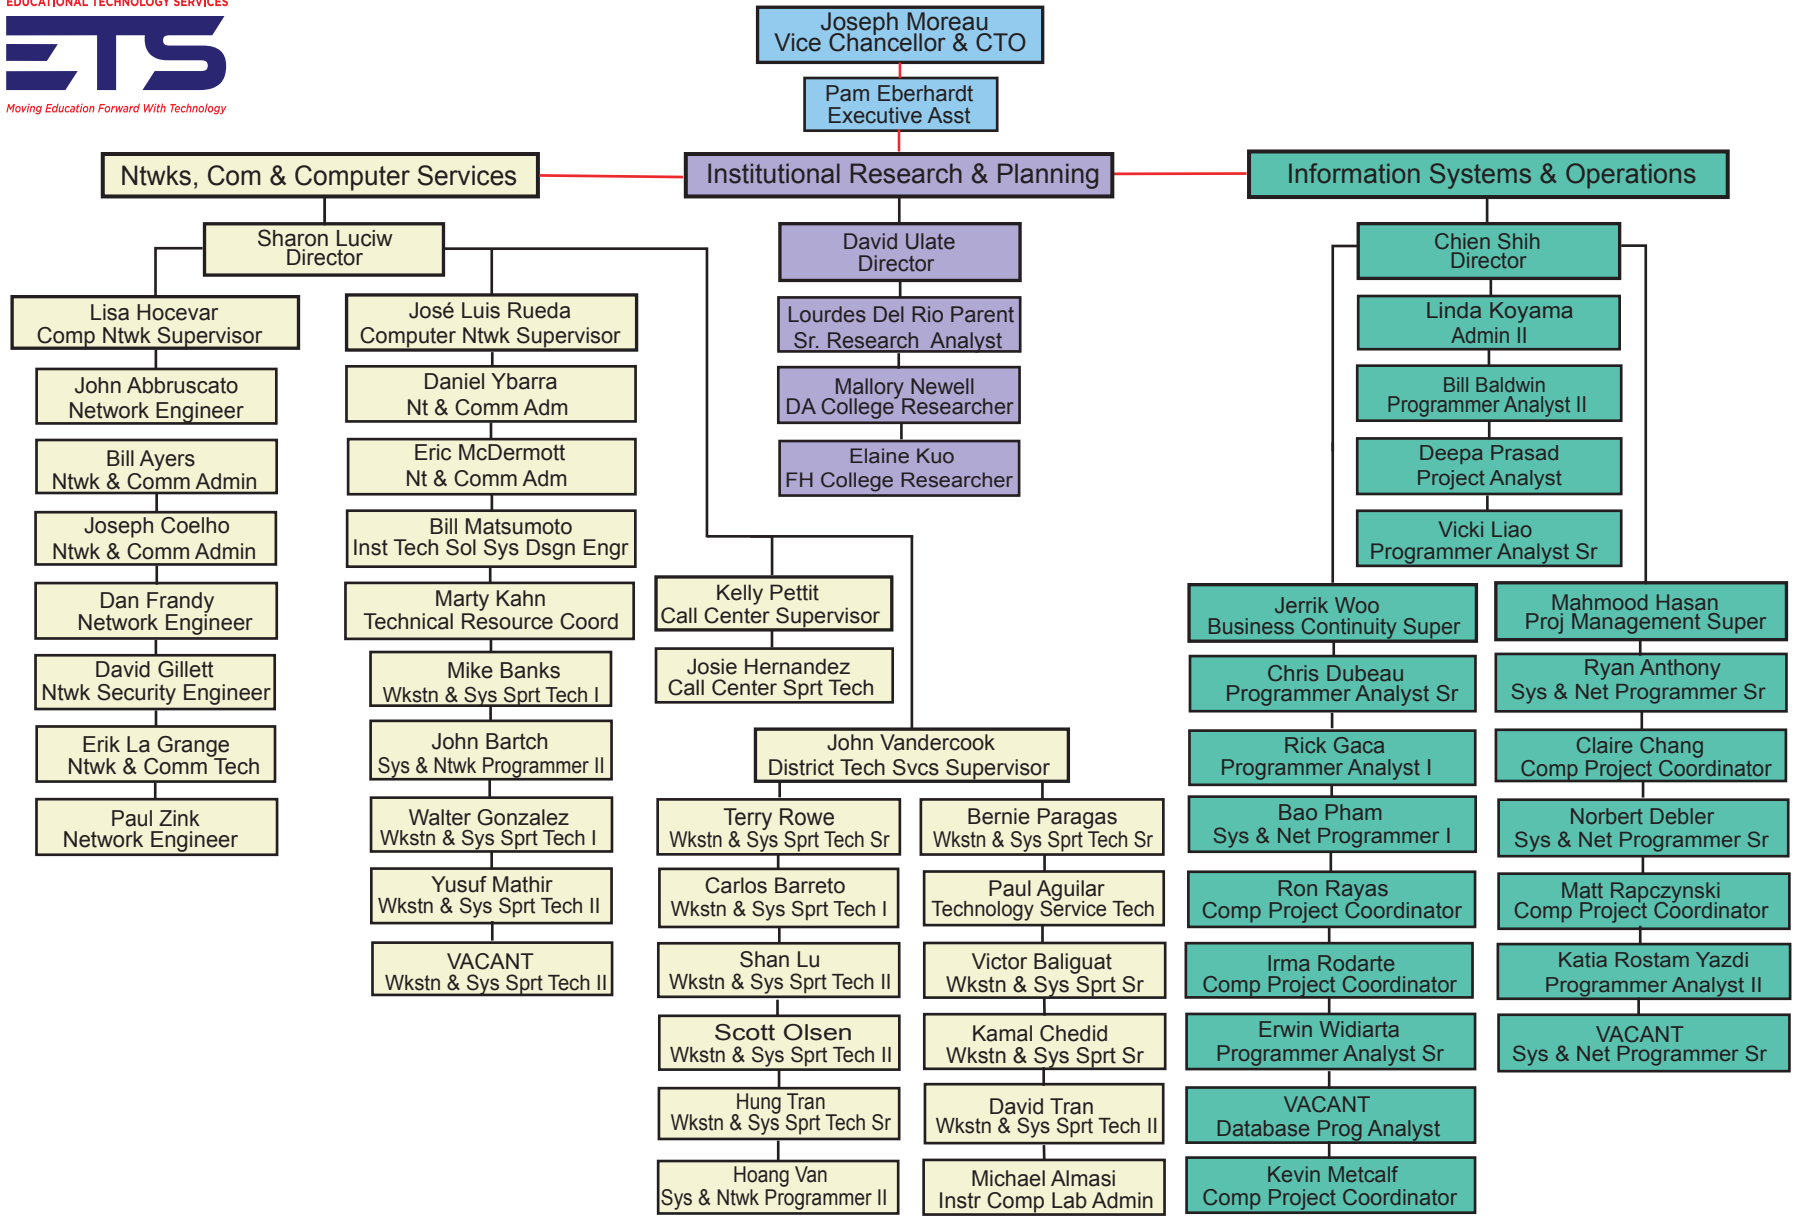 EDUCATIONAL TECHNOLOGY SERVICES
ETS
Moving Education Forward With Technology
Joseph Moreau
Vice Chancellor & CTO
Pam Eberhardt
Executive Asst
Ntwks, Com & Computer Services
Institutional Research & Planning
Information Systems & Operations
Sharon Luciw
Director
Lisa Hocevar
Comp Ntwk Supervisor
John Abbruscato
Network Engineer
Bill Ayers
Ntwk & Comm Admin
Joseph Coelho
Ntwk & Comm Admin
Dan Frandy
Network Engineer
David Gillett
Ntwk Security Engineer
Erik La Grange
Ntwk & Comm Tech
Paul Zink
Network Engineer
José Luis Rueda
Computer Ntwk Supervisor
Daniel Ybarra
Nt & Comm Adm
Eric McDermott
Nt & Comm Adm
Bill Matsumoto
Inst Tech Sol Sys Dsgn Engr
Marty Kahn
Technical Resource Coord
Mike Banks
Wkstn & Sys Sprt Tech I
John Bartch
Sys & Ntwk Programmer II
Walter Gonzalez
Wkstn & Sys Sprt Tech I
Yusuf Mathir
Wkstn & Sys Sprt Tech II
VACANT
Wkstn & Sys Sprt Tech II
Kelly Pettit
Call Center Supervisor
Josie Hernandez
Call Center Sprt Tech
John Vandercook
District Tech Svcs Supervisor
Terry Rowe
Wkstn & Sys Sprt Tech Sr
Carlos Barreto
Wkstn & Sys Sprt Tech I
Shan Lu
Wkstn & Sys Sprt Tech II
Scott Olsen
Wkstn & Sys Sprt Tech II
Hung Tran
Wkstn & Sys Sprt Tech Sr
Hoang Van
Sys & Ntwk Programmer II
Bernie Paragas
Wkstn & Sys Sprt Tech Sr
Paul Aguilar
Technology Service Tech
Victor Baliguat
Wkstn & Sys Sprt Sr
Kamal Chedid
Wkstn & Sys Sprt Sr
David Tran
Wkstn & Sys Sprt Tech II
Michael Almasi
Instr Comp Lab Admin
David Ulate
Director
Lourdes Del Rio Parent
Sr. Research Analyst
Mallory Newell
DA College Researcher
Elaine Kuo
FH College Researcher
Chien Shih
Director
Linda Koyama
Admin II
Bill Baldwin
Programmer Analyst II
Deepa Prasad
Project Analyst
Vicki Liao
Programmer Analyst Sr
Jerrik Woo
Business Continuity Super
Chris Dubeau
Programmer Analyst Sr
Rick Gaca
Programmer Analyst I
Bao Pham
Sys & Net Programmer I
Ron Rayas
Comp Project Coordinator
Irma Rodarte
Comp Project Coordinator
Erwin Widiarta
Programmer Analyst Sr
VACANT
Database Prog Analyst
Kevin Metcalf
Comp Project Coordinator
Mahmood Hasan
Proj Management Super
Ryan Anthony
Sys & Net Programmer Sr
Claire Chang
Comp Project Coordinator
Norbert Debler
Sys & Net Programmer Sr
Matt Rapczynski
Comp Project Coordinator
Katia Rostam Yazdi
Programmer Analyst II
VACANT
Sys & Net Programmer Sr